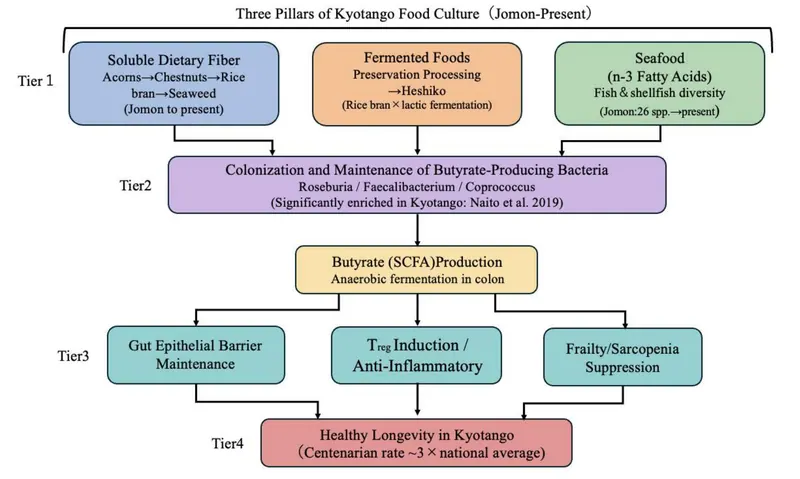 Three Pillars of Kyotango Food Culture（Jomon-Present）
Tier 1
Soluble Dietary Fiber
Acorns→Chestnuts→Rice
bran→Seaweed
(Jomon to present)
Fermented Foods
Preservation Processing
→Heshiko
(Rice bran×lactic fermentation)
Seafood
(n-3 Fatty Acids)
Fish＆shellfish diversity
(Jomon:26 spp.→present)
Tier2
Colonization and Maintenance of Butyrate-Producing Bacteria
Roseburia / Faecalibacterium / Coprococcus
(Significantly enriched in Kyotango: Naito et al. 2019)
Butyrate (SCFA)Production
Anaerobic fermentation in colon
Tier3
Gut Epithelial Barrier
Maintenance
Treg Induction /
Anti-Inflammatory
Frailty/Sarcopenia
Suppression
Tier4
Healthy Longevity in Kyotango
（Centenarian rate ~3×national average)